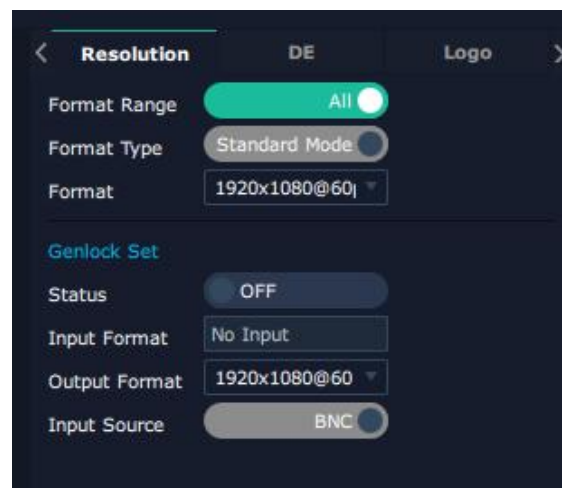 Resolution DE Logo
Format Range All
Format Type Standard Mode
Format 1920x1080@60
Genlock Set
Status OFF
Input Format No Input
Output Format 1920x1080@60
Input Source BNC